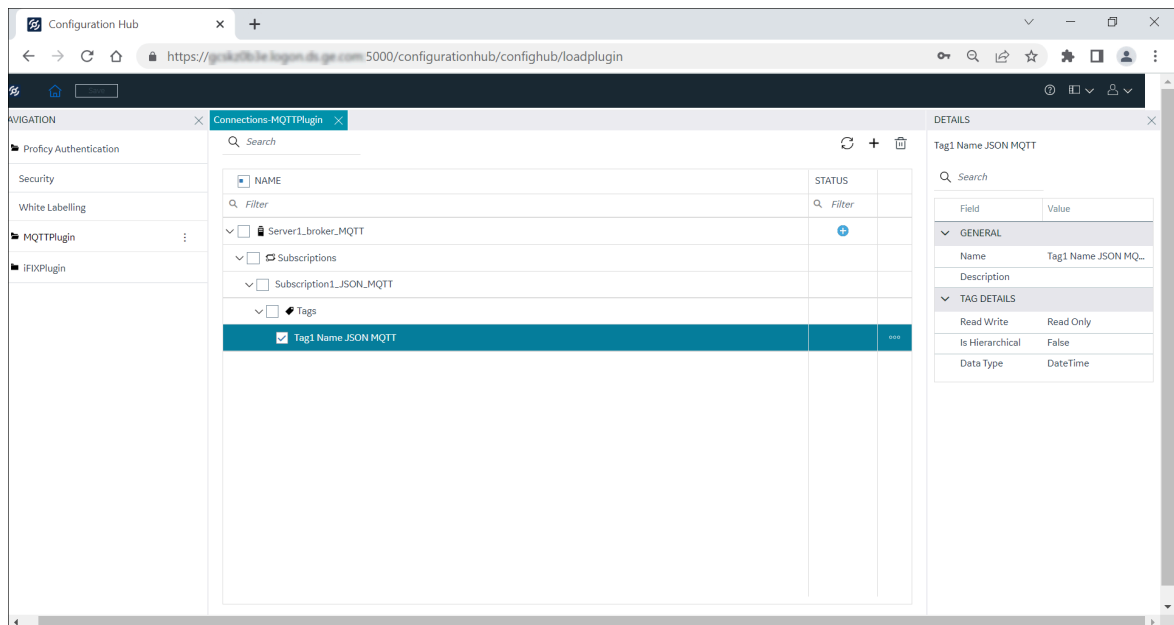 Configuration Hub
https:// :5000/configurationhub/confighub/loadplugin
Save
AVIGATION
Connections-MQTTPlugin
DETAILS
Proficy Authentication
Security
White Labelling
MQTTPlugin
iFIXPlugin
Search
NAME
STATUS
Filter
Filter
Server1_broker_MQTT
Subscriptions
Subscription1_JSON_MQTT
Tags
Tag1 Name JSON MQTT
Tag1 Name JSON MQTT
Search
Field Value
GENERAL
Name Tag1 Name JSON MQ...
Description
TAG DETAILS
Read Write Read Only
Is Hierarchical False
Data Type DateTime